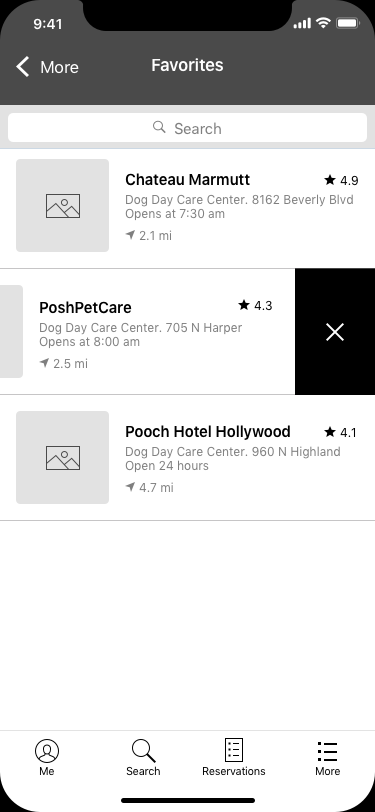 9:41
More
Favorites
Search
Chateau Marmutt
4.9
Dog Day Care Center. 8162 Beverly Blvd
Opens at 7:30 am
2.1 mi
PoshPetCare
4.3
Dog Day Care Center. 705 N Harper
Opens at 8:00 am
2.5 mi
Pooch Hotel Hollywood
4.1
Dog Day Care Center. 960 N Highland
Open 24 hours
4.7 mi
Me
Search
Reservations
More